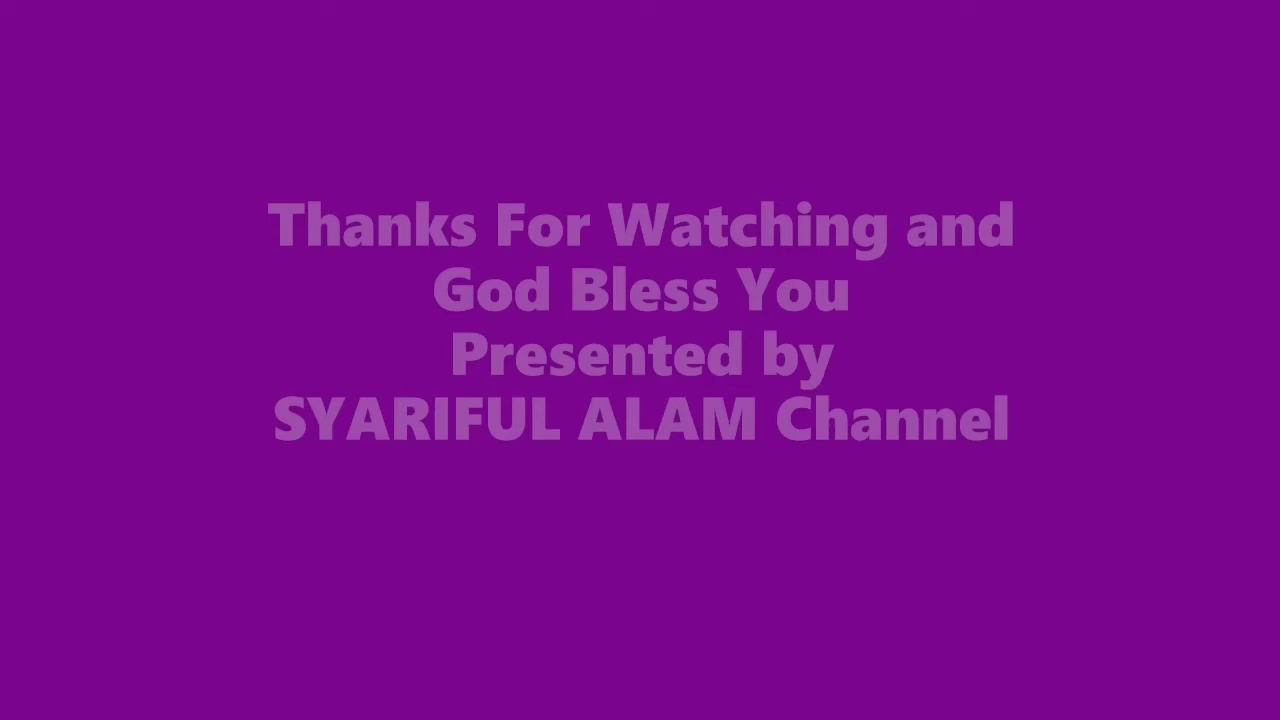 Thanks For Watching and
God Bless You
Presented by
SYARIFUL ALAM Channel